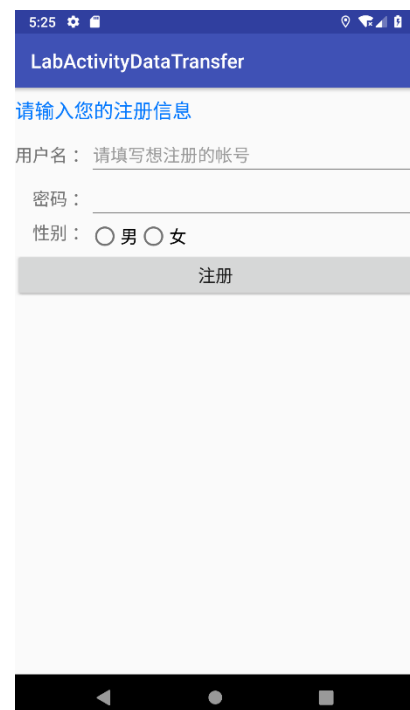 5:25
LabActivityDataTransfer
请输入您的注册信息
用户名： 请填写想注册的帐号
密码：
性别： 男 女
注册